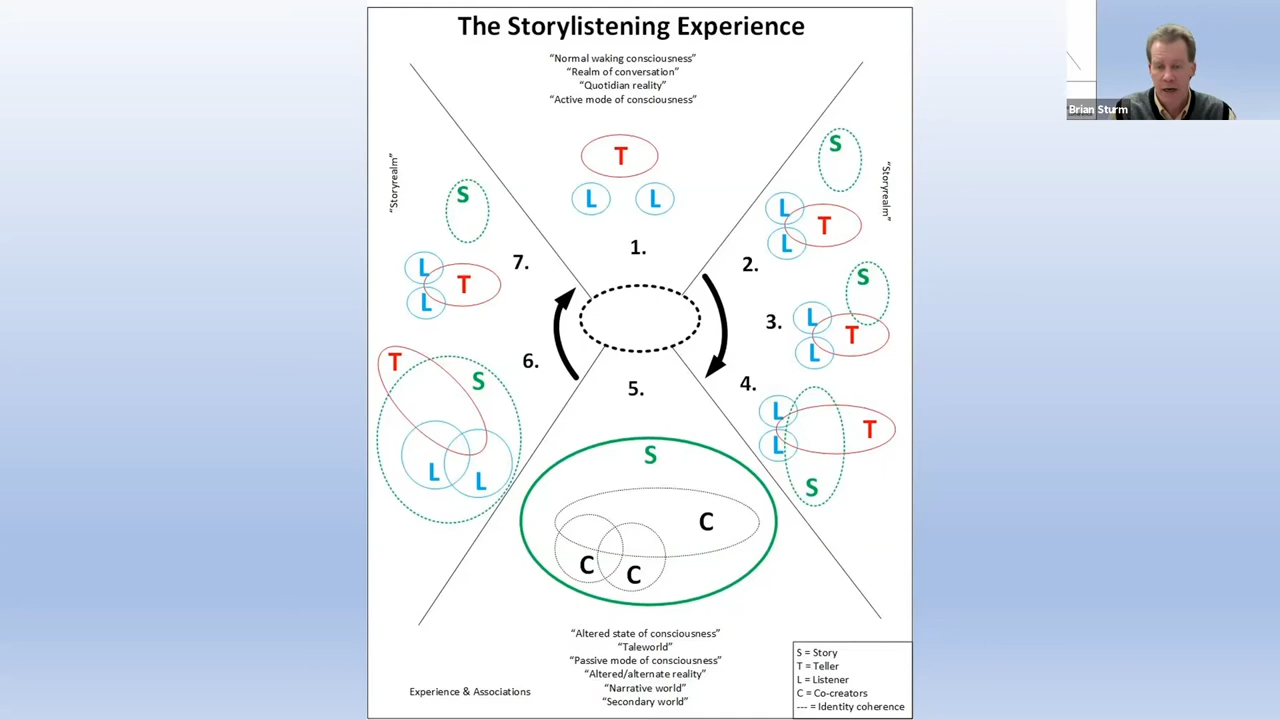 The Storylistening Experience
Brian Sturm
“Normal waking consciousness”
“Realm of conversation”
“Quotidian reality”
“Active mode of consciousness”
“Storyrealm”
“Storyrealm”
T
L L
1.
S
L
L
T
2.
S
L
L
T
3.
4.
L
L
T
S
5.
S
C
C
C
6.
T
S
L
L
7.
S
L
L
T
“Altered state of consciousness”
“Taleworld”
“Passive mode of consciousness”
“Altered/alternate reality”
“Narrative world”
“Secondary world”
Experience & Associations
S = Story
T = Teller
L = Listener
C = Co-creators
--- = Identity coherence